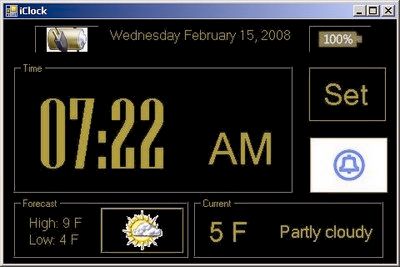 iClock
Wednesday February 15, 2008
100%
Time
07:22
AM
Set
Forecast
High: 9 F
Low: 4 F
Current
5 F
Partly cloudy